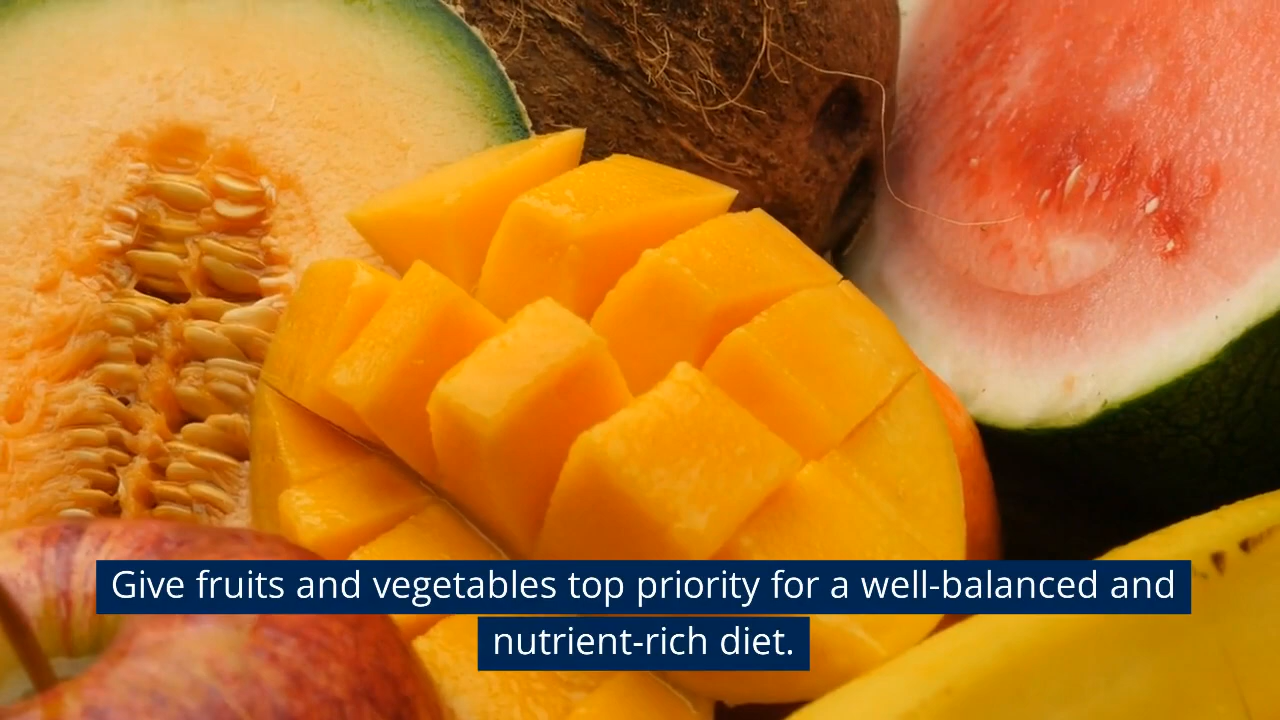 Give fruits and vegetables top priority for a well-balanced and
nutrient-rich diet.